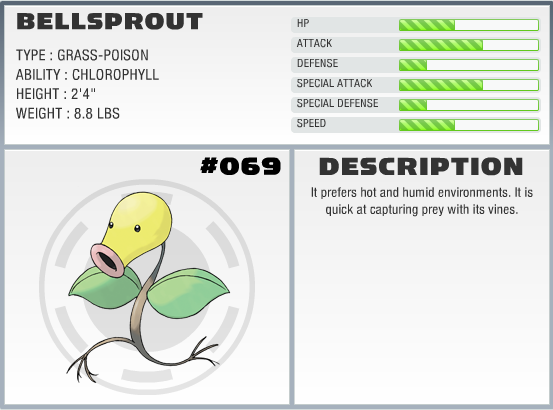 BELLSPROUT
TYPE : GRASS-POISON
ABILITY : CHLOROPHYLL
HEIGHT : 2'4"
WEIGHT : 8.8 LBS
HP
ATTACK
DEFENSE
SPECIAL ATTACK
SPECIAL DEFENSE
SPEED
#069
DESCRIPTION
It prefers hot and humid environments. It is
quick at capturing prey with its vines.